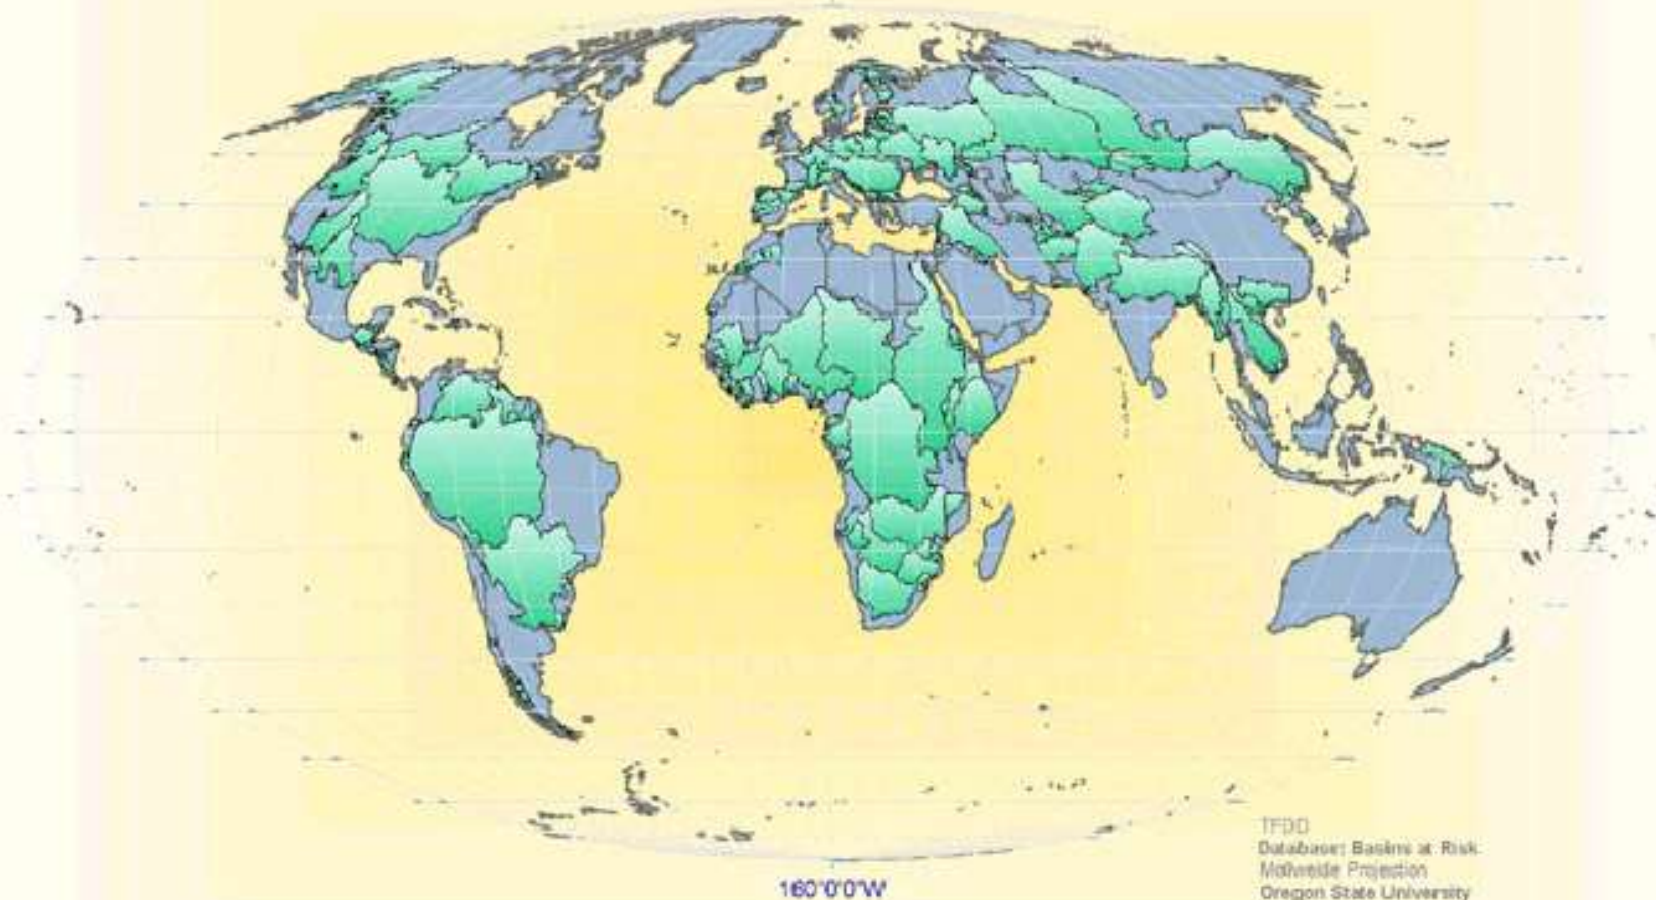 TFDD
Database: Basins at Risk
Mollweide Projection
Oregon State University
160°0'0"W